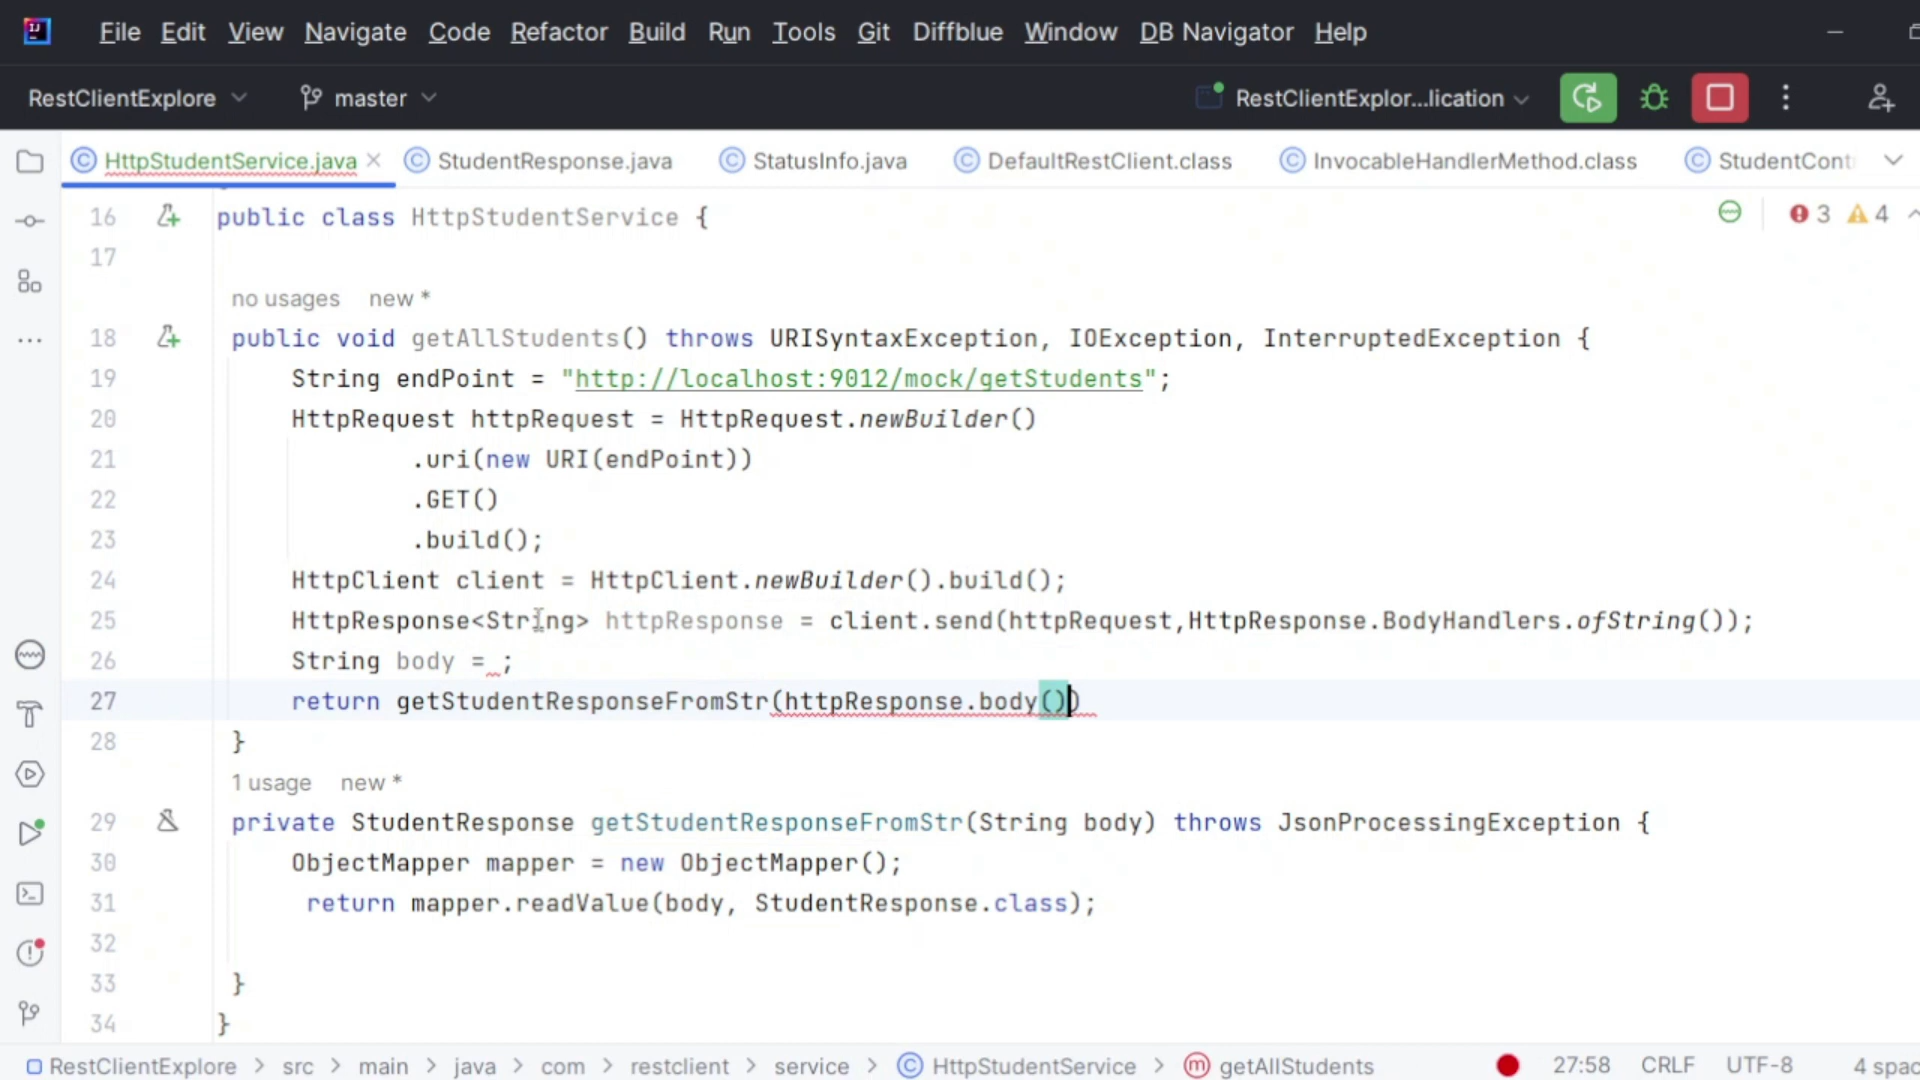 File Edit View Navigate Code Refactor Build Run Tools Git Diffblue Window DB Navigator Help
RestClientExplore master RestClientExplor...lication
HttpStudentService.java StudentResponse.java StatusInfo.java DefaultRestClient.class InvocableHandlerMethod.class StudentCont
16 public class HttpStudentService { 3 4
17
no usages new *
18 public void getAllStudents() throws URISyntaxException, IOException, InterruptedException {
19 String endPoint = "http://localhost:9012/mock/getStudents";
20 HttpRequest httpRequest = HttpRequest.newBuilder()
21 .uri(new URI(endPoint))
22 .GET()
23 .build();
24 HttpClient client = HttpClient.newBuilder().build();
25 HttpResponse<String> httpResponse = client.send(httpRequest,HttpResponse.BodyHandlers.ofString());
26 String body = ;
27 return getStudentResponseFromStr(httpResponse.body())
28 }
1 usage new *
29 private StudentResponse getStudentResponseFromStr(String body) throws JsonProcessingException {
30 ObjectMapper mapper = new ObjectMapper();
31 return mapper.readValue(body, StudentResponse.class);
32
33 }
34 }
RestClientExplore > src > main > java > com > restclient > service > HttpStudentService > getAllStudents 27:58 CRLF UTF-8 4 spac